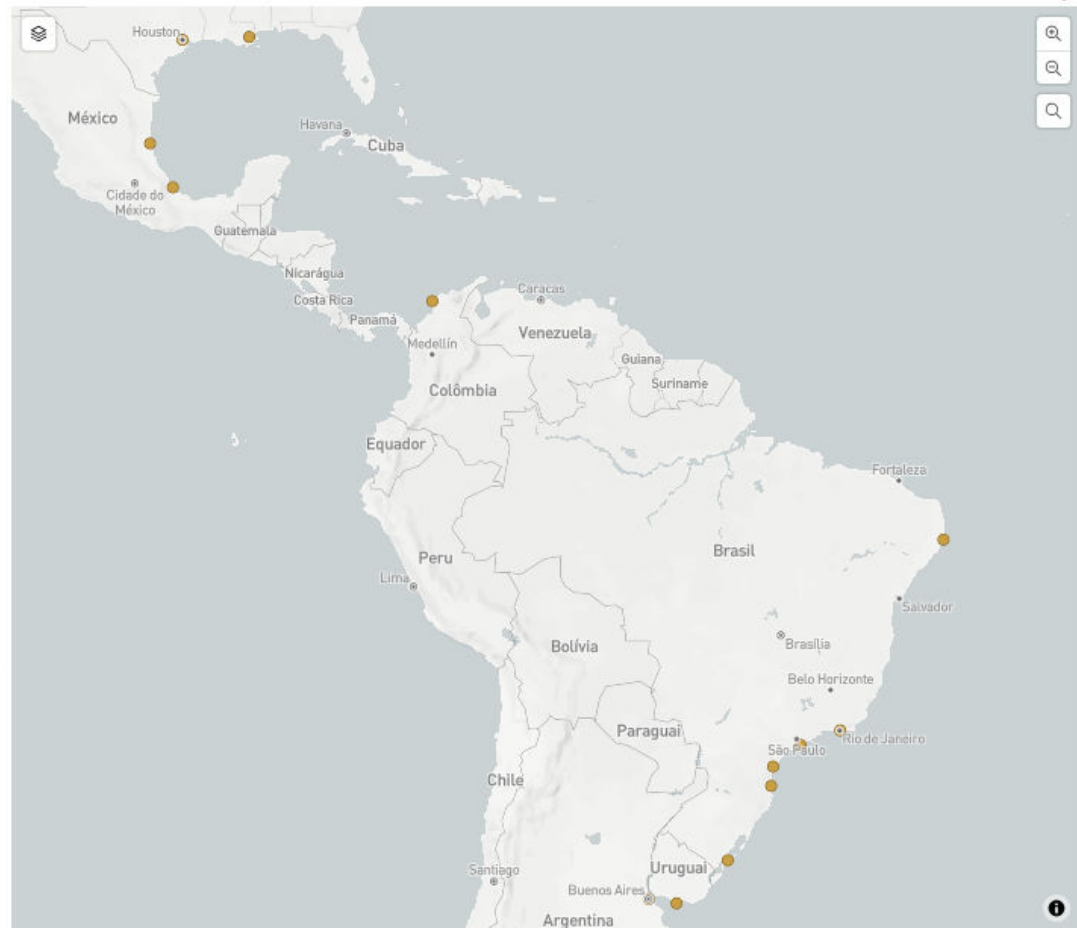 Houston
México
Havana
Cuba
Cidade do
México
Guatemala
Nicarágua
Costa Rica
Caracas
Panamá
Venezuela
Medellín
Guiana
Suriname
Colômbia
Equador
Fortaleza
Brasil
Peru
Lima
Salvador
Brasília
Bolívia
Belo Horizonte
Paraguai
Rio de Janeiro
São Paulo
Chile
Uruguai
Santiago
Buenos Aires
Argentina